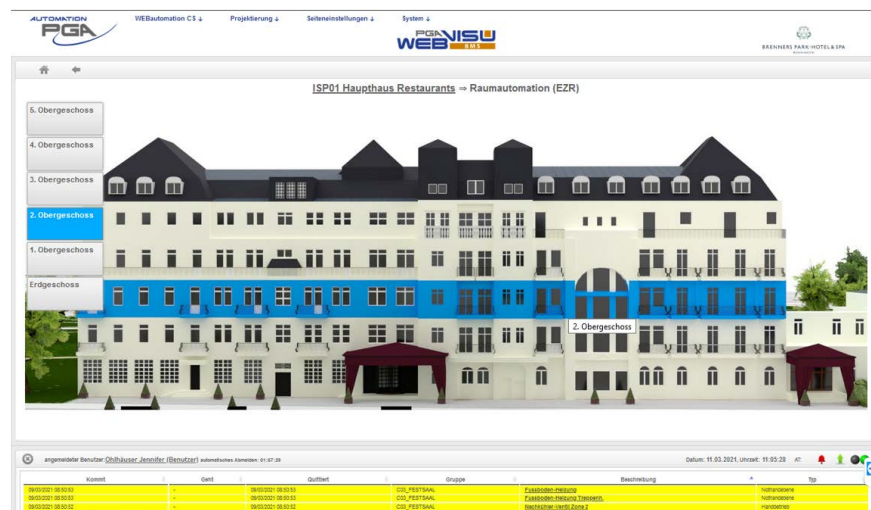 AUTOMATION
PGA
WEBautomation CS ↓ Projektierung ↓ Seiteneinstellungen ↓ System ↓
PGA VISU
WEB BMS
BRENNERS PARK-HOTEL & SPA
ISP01 Haupthaus Restaurants ⇒ Raumautomation (EZR)
5. Obergeschoss
4. Obergeschoss
3. Obergeschoss
2. Obergeschoss
1. Obergeschoss
Erdgeschoss
2. Obergeschoss
angemeldeter Benutzer: Ohlhäuser Jennifer (Benutzer) automatisches Abmelden: 01:57:39 Datum: 11.03.2021, Uhrzeit: 11:05:28 AT:
Kommt Geht Quittiert Gruppe Beschreibung Typ
09/03/2021 08:50:53 - 09/03/2021 08:50:53 C03_FESTSAAL Fussboden-Heizung Nothandebene
09/03/2021 08:50:53 - 09/03/2021 08:50:53 C03_FESTSAAL Fussboden-Heizung Treppenh. Nothandebene
09/03/2021 08:50:52 - 09/03/2021 08:50:52 C03_FESTSAAL Nachkühler-Ventil Zone 2 Handbetrieb